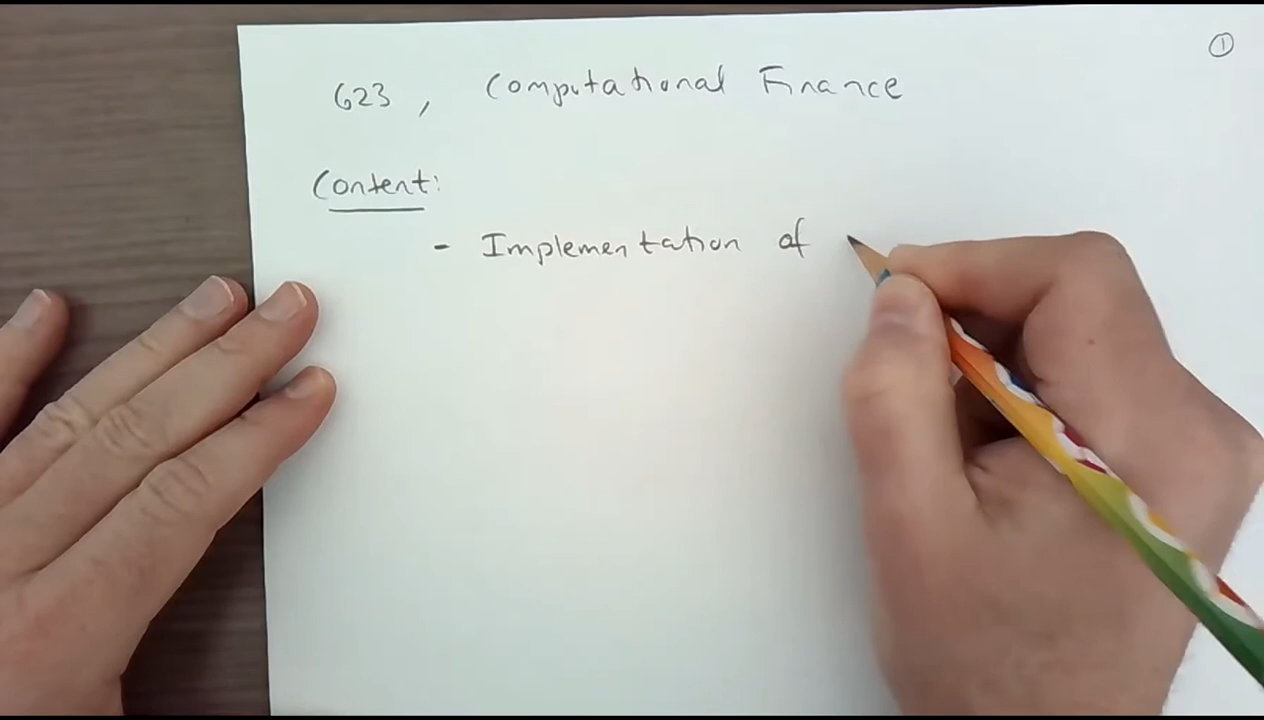 ①
623, Computational Finance
Content:
- Implementation of